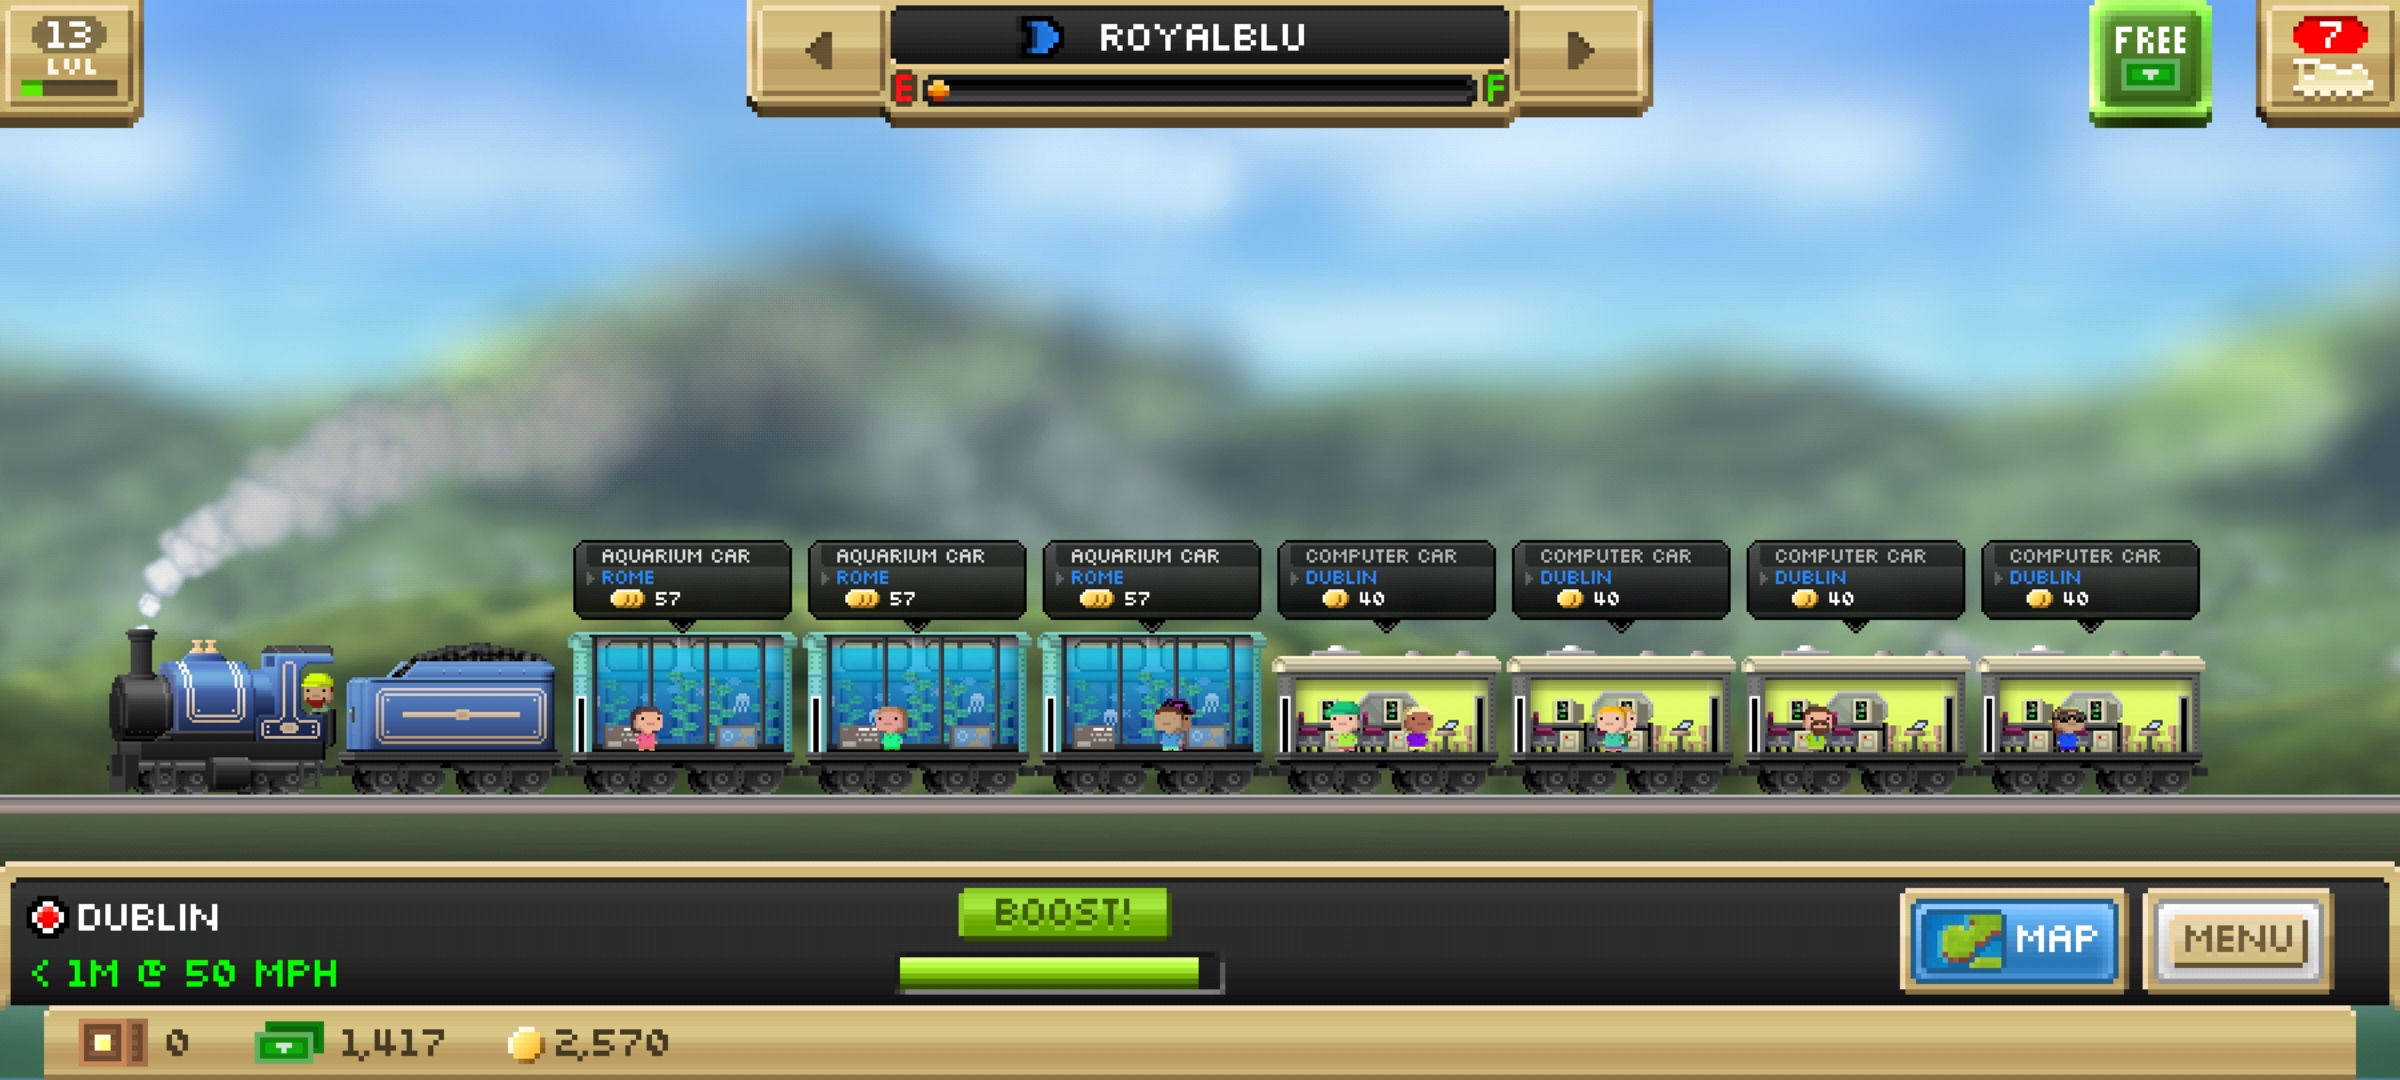 13
LVL
ROYALBLU
E F
FREE
7
AQUARIUM CAR
ROME
57
AQUARIUM CAR
ROME
57
AQUARIUM CAR
ROME
57
COMPUTER CAR
DUBLIN
40
COMPUTER CAR
DUBLIN
40
COMPUTER CAR
DUBLIN
40
COMPUTER CAR
DUBLIN
40
DUBLIN
< 1M @ 50 MPH
BOOST!
MAP
MENU
0 1,417 2,570